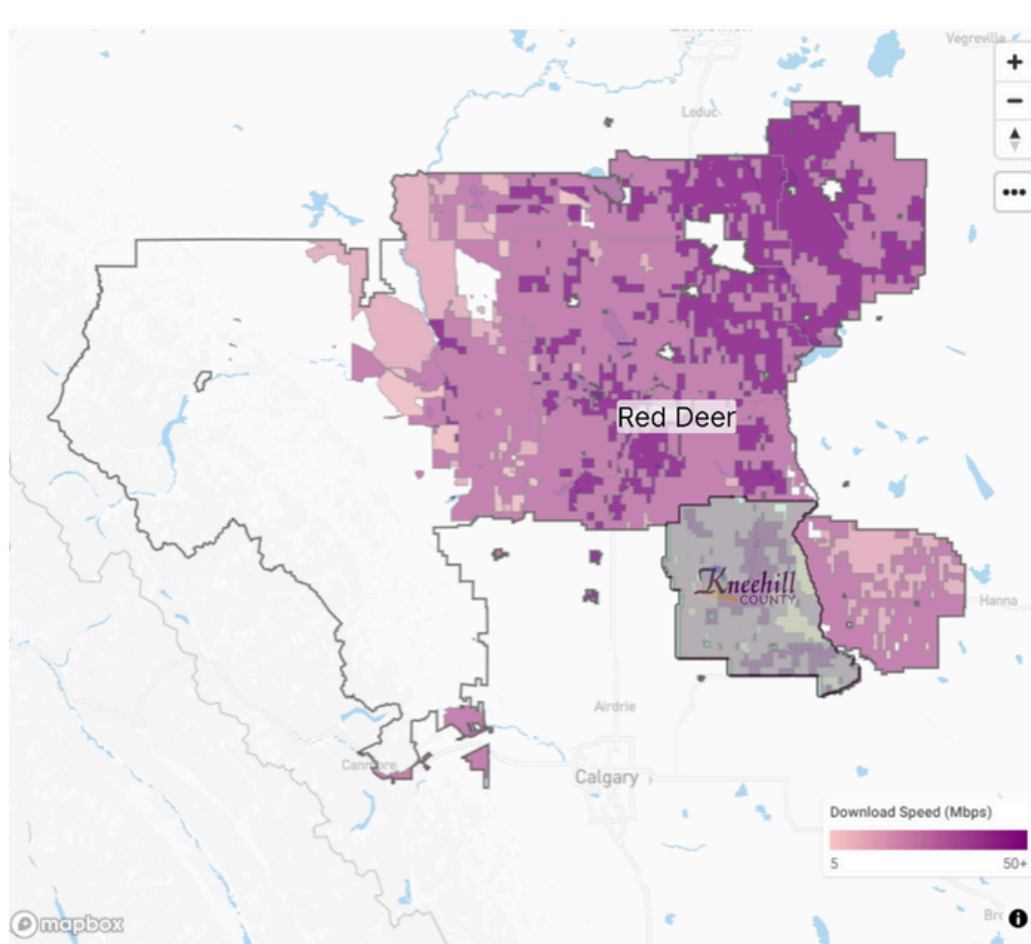 Vegreville
Leduc
+
−
•••
Red Deer
Kneehill
COUNTY
Hanna
Airdrie
Canmore
Calgary
Download Speed (Mbps)
5
50+
mapbox
i